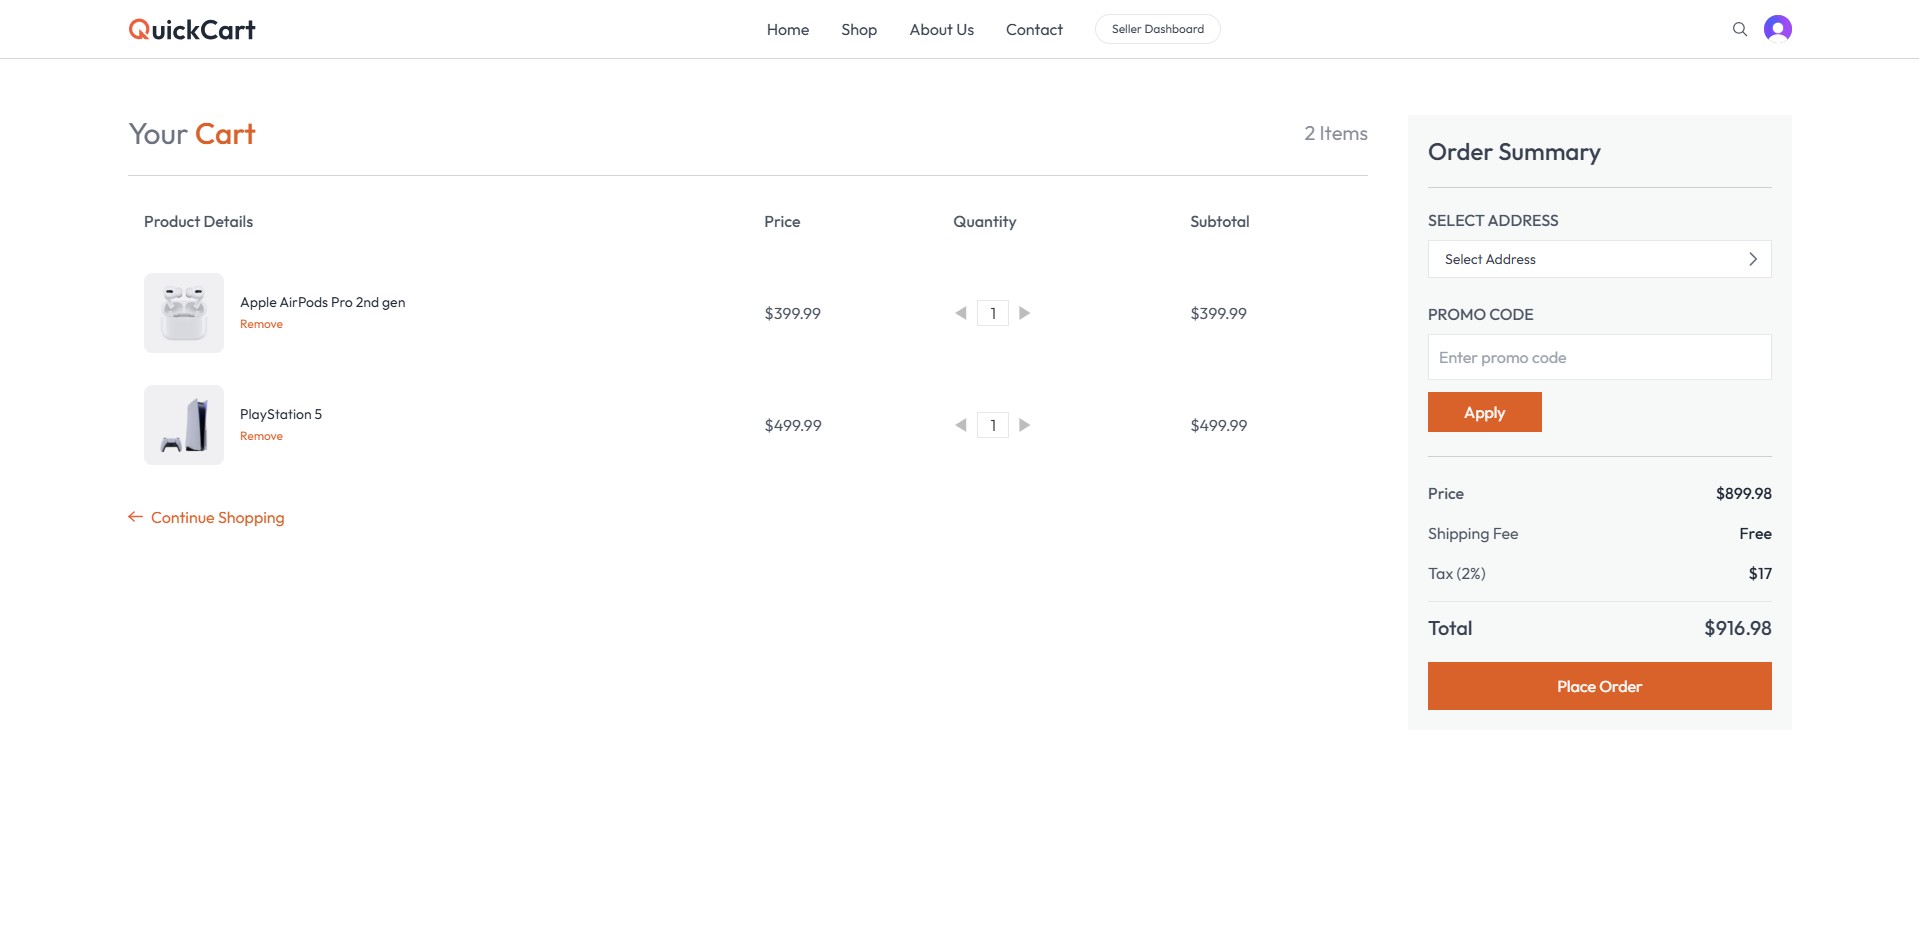 QuickCart
Home Shop About Us Contact Seller Dashboard
Your Cart 2 Items
Product Details Price Quantity Subtotal
Apple AirPods Pro 2nd gen
Remove
$399.99 1 $399.99
PlayStation 5
Remove
$499.99 1 $499.99
Continue Shopping
Order Summary
SELECT ADDRESS
Select Address
PROMO CODE
Enter promo code
Apply
Price $899.98
Shipping Fee Free
Tax (2%) $17
Total $916.98
Place Order